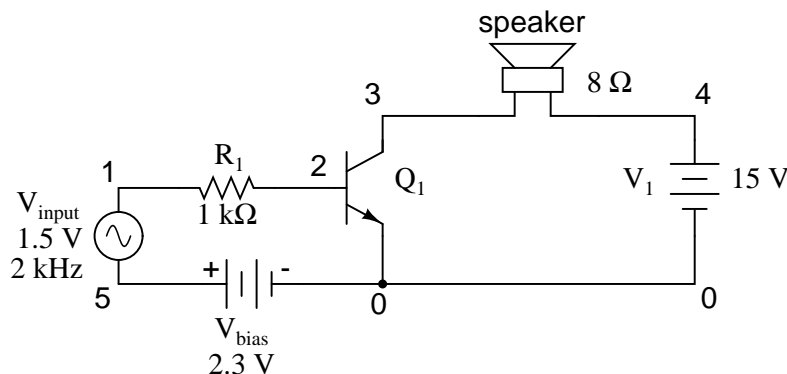 speaker
8 Ω
3
4
R1
1
2
Q1
V1
15 V
Vinput
1 kΩ
1.5 V
2 kHz
+
-
5
0
0
Vbias
2.3 V